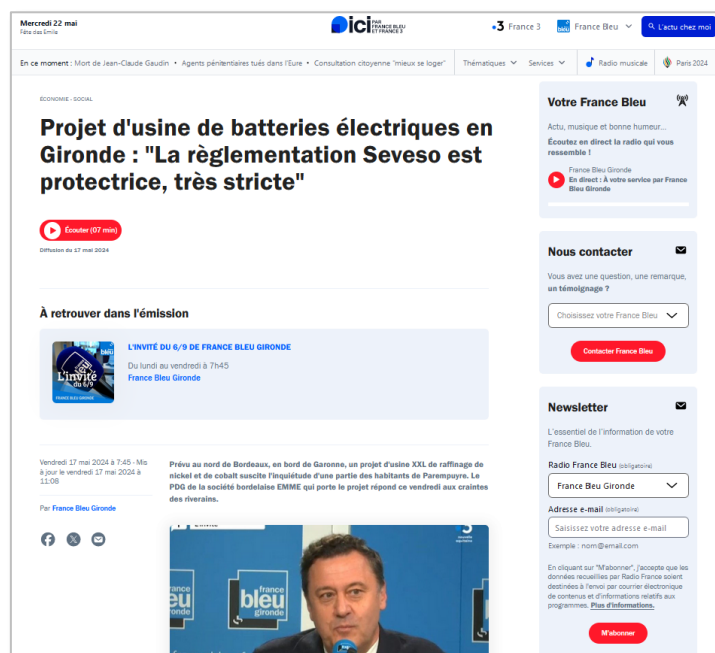 Mercredi 22 mai
Fête des Emile
ici PAR FRANCE BLEU ET FRANCE 3
3 France 3
France Bleu
L'actu chez moi
En ce moment : Mort de Jean-Claude Gaudin • Agents pénitentiaires tués dans l'Eure • Consultation citoyenne "mieux se loger"
Thématiques
Services
Radio musicale
Paris 2024
ECONOMIE - SOCIAL
Projet d'usine de batteries électriques en
Gironde : "La règlementation Seveso est
protectrice, très stricte"
Écouter (07 min)
Diffusion du 17 mai 2024
À retrouver dans l'émission
L'invité du 6/9
FRANCE BLEU GIRONDE
L'INVITÉ DU 6/9 DE FRANCE BLEU GIRONDE
Du lundi au vendredi à 7h45
France Bleu Gironde
Vendredi 17 mai 2024 à 7:45 - Mis
à jour le vendredi 17 mai 2024 à
11:08
Par France Bleu Gironde
Prévu au nord de Bordeaux, en bord de Garonne, un projet d'usine XXL de raffinage de
nickel et de cobalt suscite l'inquiétude d'une partie des habitants de Parempuyre. Le
PDG de la société bordelaise EMME qui porte le projet répond ce vendredi aux craintes
des riverains.
france
bleu
gironde
Votre France Bleu
Actu, musique et bonne humeur...
Écoutez en direct la radio qui vous
ressemble !
France Bleu Gironde
En direct : À votre service par France
Bleu Gironde
Nous contacter
Vous avez une question, une remarque,
un témoignage ?
Choisissez votre France Bleu
Contacter France Bleu
Newsletter
L'essentiel de l'information de votre
France Bleu.
Radio France Bleu (obligatoire)
France Bleu Gironde
Adresse e-mail (obligatoire)
Saisissez votre adresse e-mail
Exemple : nom@email.com
En cliquant sur "M'abonner", j'accepte que les
données recueillies par Radio France soient
destinées à l'envoi par courrier électronique
de contenus et d'informations relatifs aux
programmes. Plus d'informations.
M'abonner